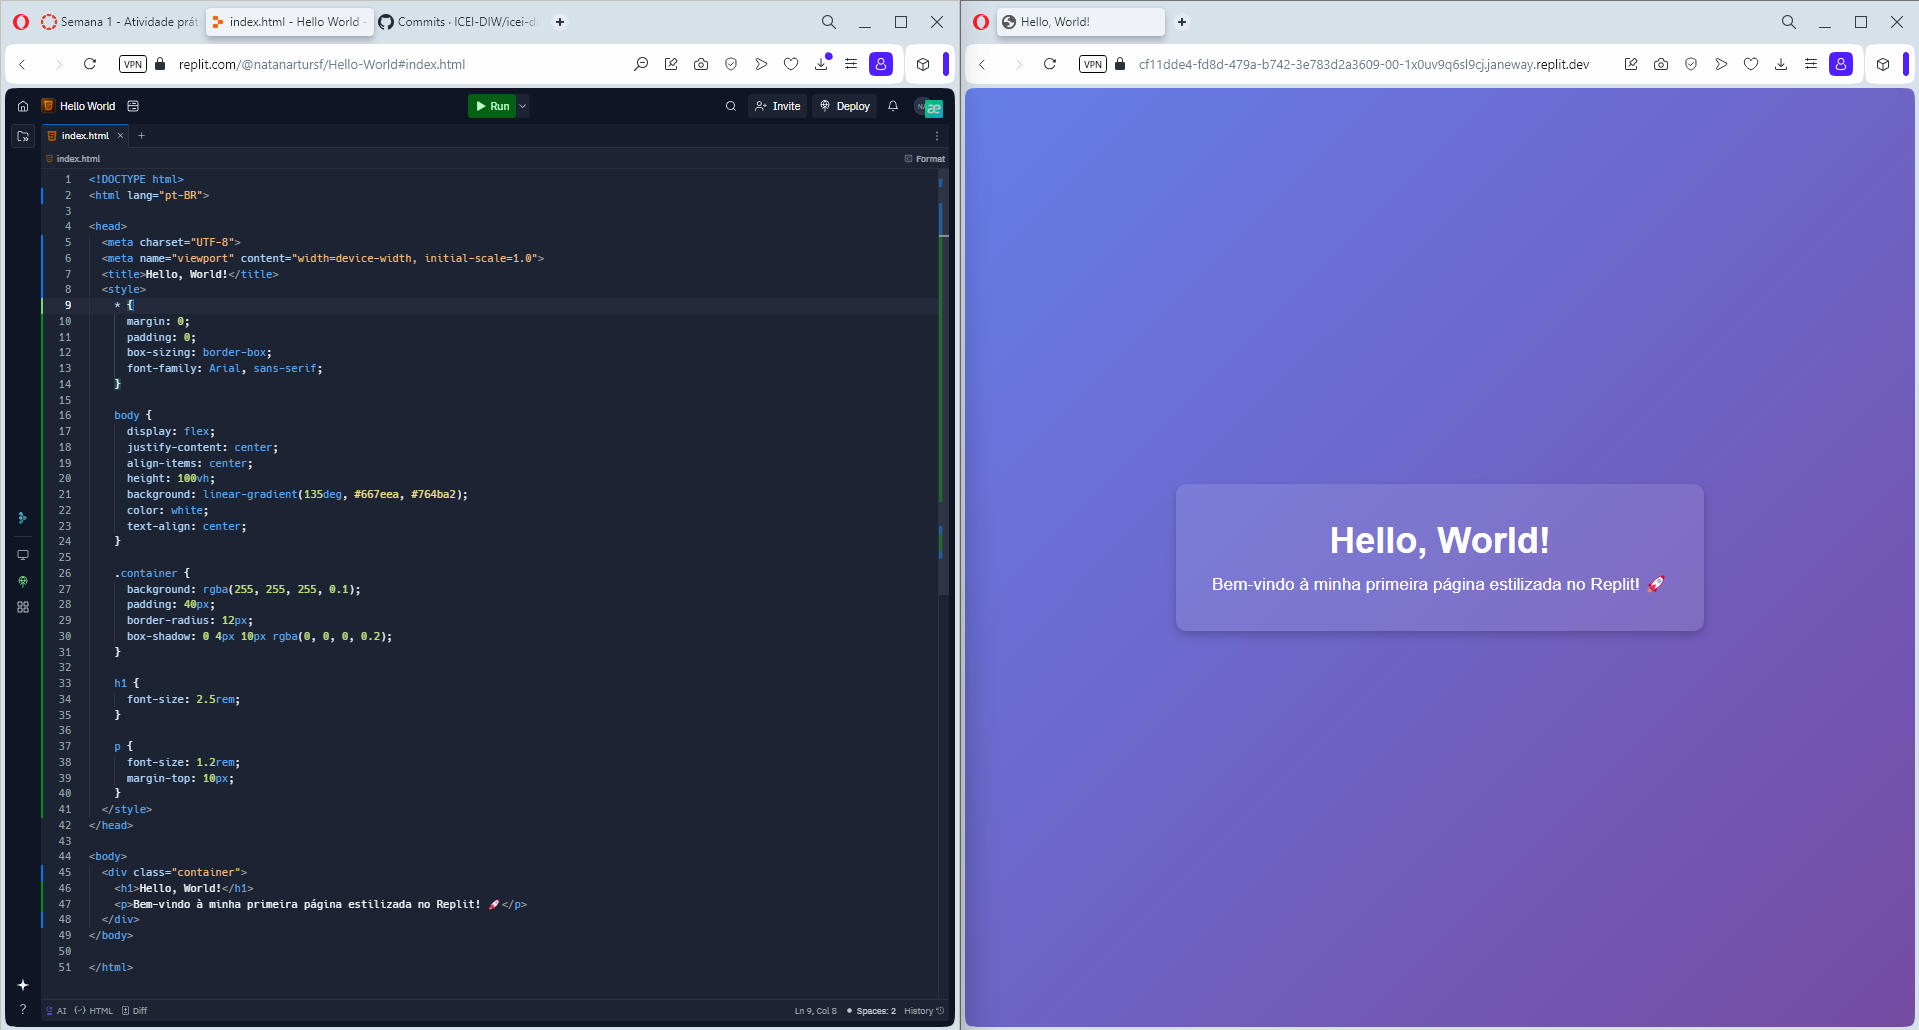 Semana 1 - Atividade prát
index.html - Hello World -
Commits · ICEI-DIW/icei-di
VPN
replit.com/@natanartursf/Hello-World#index.html
Hello World
Run
Invite
Deploy
NA
æ
index.html
index.html
Format
1 <!DOCTYPE html>
2 <html lang="pt-BR">
3
4 <head>
5 <meta charset="UTF-8">
6 <meta name="viewport" content="width=device-width, initial-scale=1.0">
7 <title>Hello, World!</title>
8 <style>
9 * {
10 margin: 0;
11 padding: 0;
12 box-sizing: border-box;
13 font-family: Arial, sans-serif;
14 }
15
16 body {
17 display: flex;
18 justify-content: center;
19 align-items: center;
20 height: 100vh;
21 background: linear-gradient(135deg, #667eea, #764ba2);
22 color: white;
23 text-align: center;
24 }
25
26 .container {
27 background: rgba(255, 255, 255, 0.1);
28 padding: 40px;
29 border-radius: 12px;
30 box-shadow: 0 4px 10px rgba(0, 0, 0, 0.2);
31 }
32
33 h1 {
34 font-size: 2.5rem;
35 }
36
37 p {
38 font-size: 1.2rem;
39 margin-top: 10px;
40 }
41 </style>
42 </head>
43
44 <body>
45 <div class="container">
46 <h1>Hello, World!</h1>
47 <p>Bem-vindo à minha primeira página estilizada no Replit! 🚀</p>
48 </div>
49 </body>
50
51 </html>
AI
HTML
Diff
Ln 9, Col 8
Spaces: 2
History
Hello, World!
VPN
cf11dde4-fd8d-479a-b742-3e783d2a3609-00-1x0uv9q6sl9cj.janeway.replit.dev
Hello, World!
Bem-vindo à minha primeira página estilizada no Replit! 🚀